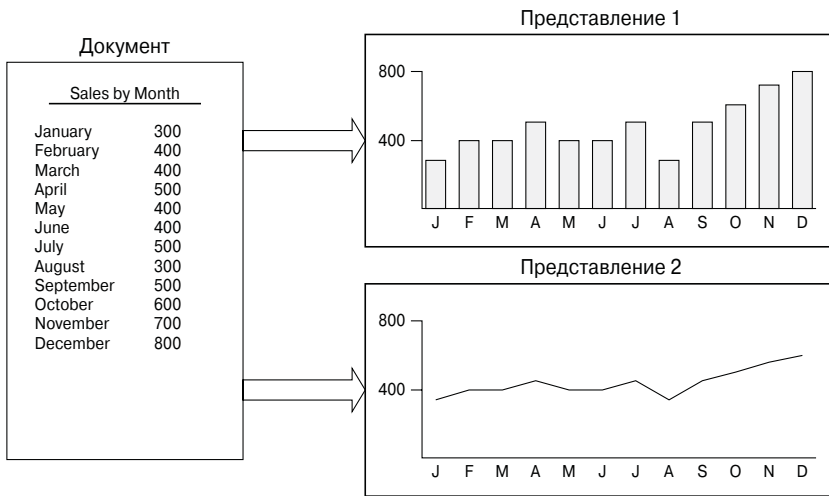 Документ
Sales by Month
January 300
February 400
March 400
April 500
May 400
June 400
July 500
August 300
September 500
October 600
November 700
December 800
Представление 1
800
400
J F M A M J J A S O N D
Представление 2
800
400
J F M A M J J A S O N D